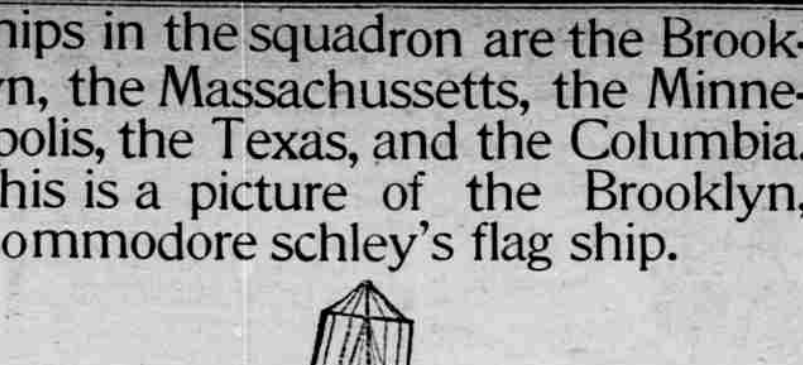 hips in the squadron are the Brook-
n, the Massachussetts, the Minne-
polis, the Texas, and the Columbia.
his is a picture of the Brooklyn,
ommodore schley's flag ship.